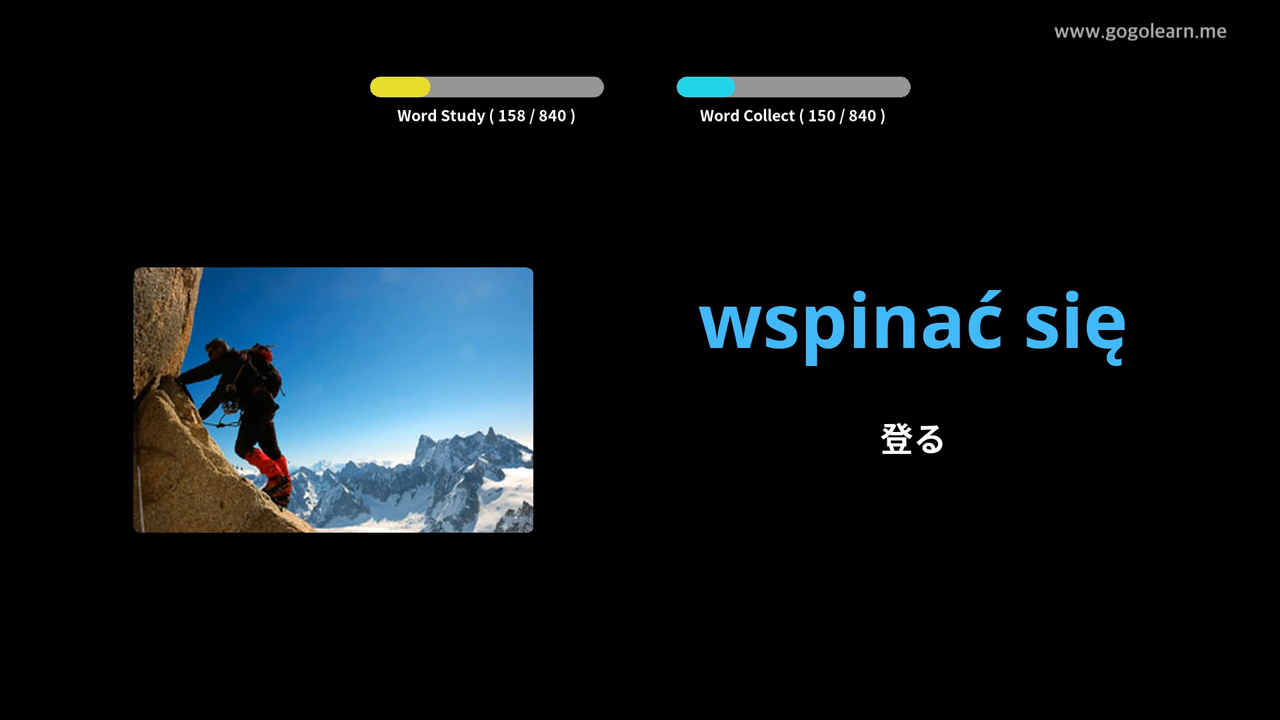 www.gogolearn.me
Word Study ( 158 / 840 )
Word Collect ( 150 / 840 )
wspinać się
登る